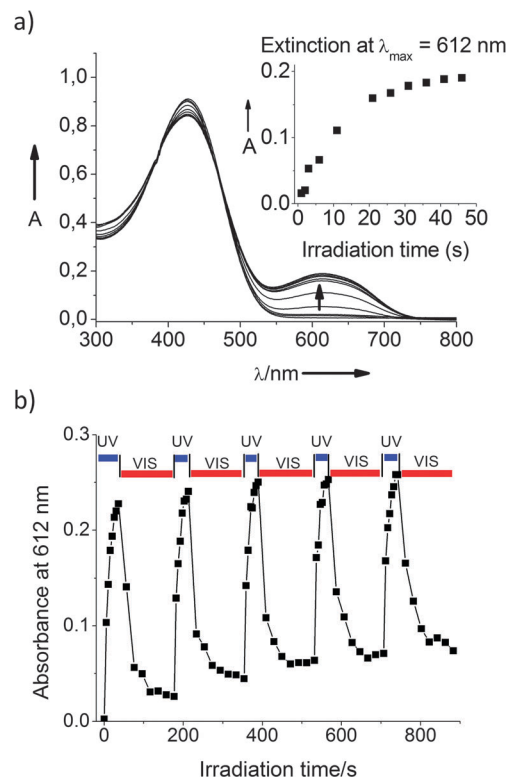 a)
Extinction at λmax = 612 nm
A
1,0
0,8
0,6
0,4
0,2
0,0
300 400 500 600 700 800
λ/nm
A
0.2
0.1
0.0
0 10 20 30 40 50
Irradiation time (s)
b)
UV UV UV UV UV
VIS VIS VIS VIS VIS
Absorbance at 612 nm
0.3
0.2
0.1
0.0
0 200 400 600 800
Irradiation time/s